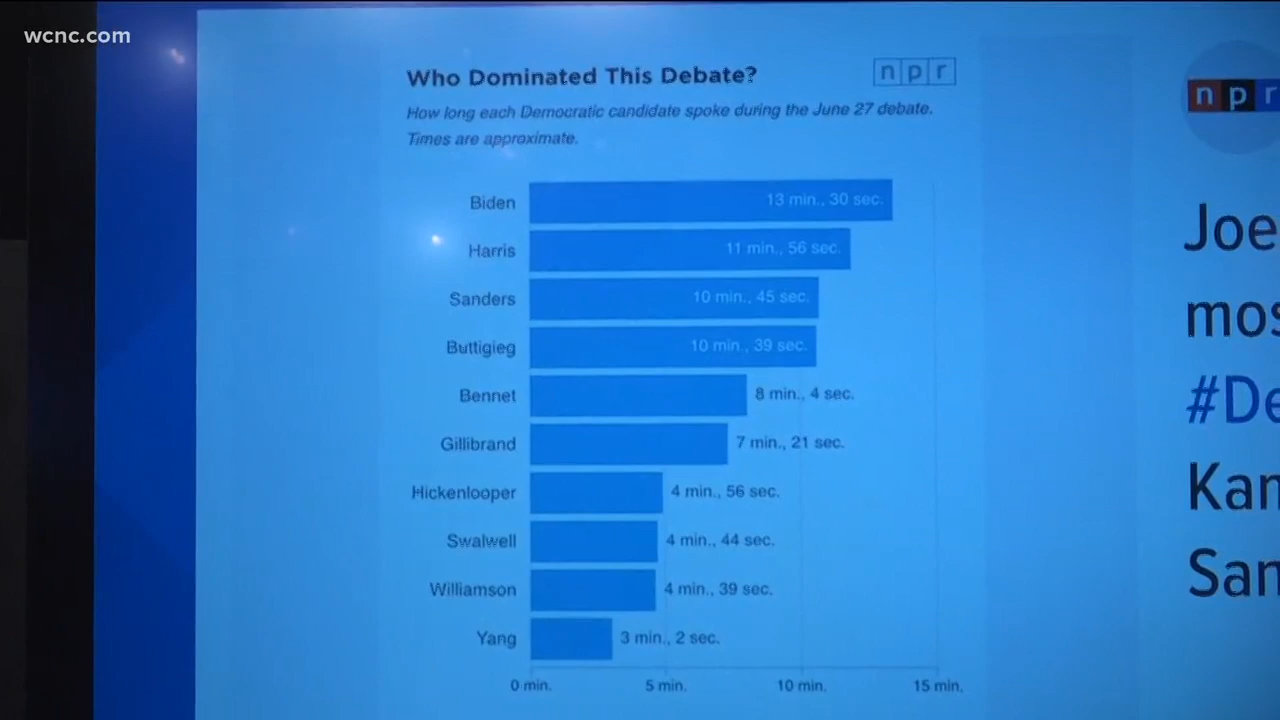 wcnc.com
Who Dominated This Debate?
npr
How long each Democratic candidate spoke during the June 27 debate.
Times are approximate.
Biden 13 min., 30 sec.
Harris 11 min., 56 sec.
Sanders 10 min., 45 sec.
Buttigieg 10 min., 39 sec.
Bennet 8 min., 4 sec.
Gillibrand 7 min., 21 sec.
Hickenlooper 4 min., 56 sec.
Swalwell 4 min., 44 sec.
Williamson 4 min., 39 sec.
Yang 3 min., 2 sec.
0 min. 5 min. 10 min. 15 min.
npr
Joe
mos
#De
Kam
San